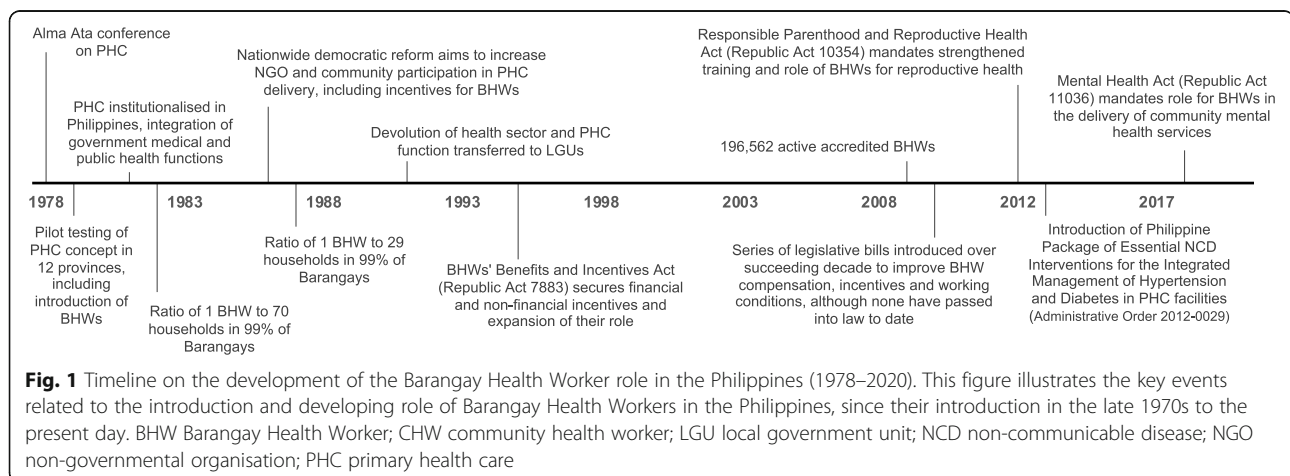 Alma Ata conference
on PHC
PHC institutionalised in
Philippines, integration of
government medical and
public health functions
Nationwide democratic reform aims to increase
NGO and community participation in PHC
delivery, including incentives for BHWs
Devolution of health sector and PHC
function transferred to LGUs
196,562 active accredited BHWs
Responsible Parenthood and Reproductive Health
Act (Republic Act 10354) mandates strengthened
training and role of BHWs for reproductive health
Mental Health Act (Republic Act
11036) mandates role for BHWs in
the delivery of community mental
health services
1978 1983 1988 1993 1998 2003 2008 2012 2017
Pilot testing of
PHC concept in
12 provinces,
including
introduction of
BHWs
Ratio of 1 BHW to 70
households in 99% of
Barangays
Ratio of 1 BHW to 29
households in 99% of
Barangays
BHWs' Benefits and Incentives Act
(Republic Act 7883) secures financial
and non-financial incentives and
expansion of their role
Series of legislative bills introduced over
succeeding decade to improve BHW
compensation, incentives and working
conditions, although none have passed
into law to date
Introduction of Philippine
Package of Essential NCD
Interventions for the Integrated
Management of Hypertension
and Diabetes in PHC facilities
(Administrative Order 2012-0029)
Fig. 1 Timeline on the development of the Barangay Health Worker role in the Philippines (1978–2020). This figure illustrates the key events
related to the introduction and developing role of Barangay Health Workers in the Philippines, since their introduction in the late 1970s to the
present day. BHW Barangay Health Worker; CHW community health worker; LGU local government unit; NCD non-communicable disease; NGO
non-governmental organisation; PHC primary health care